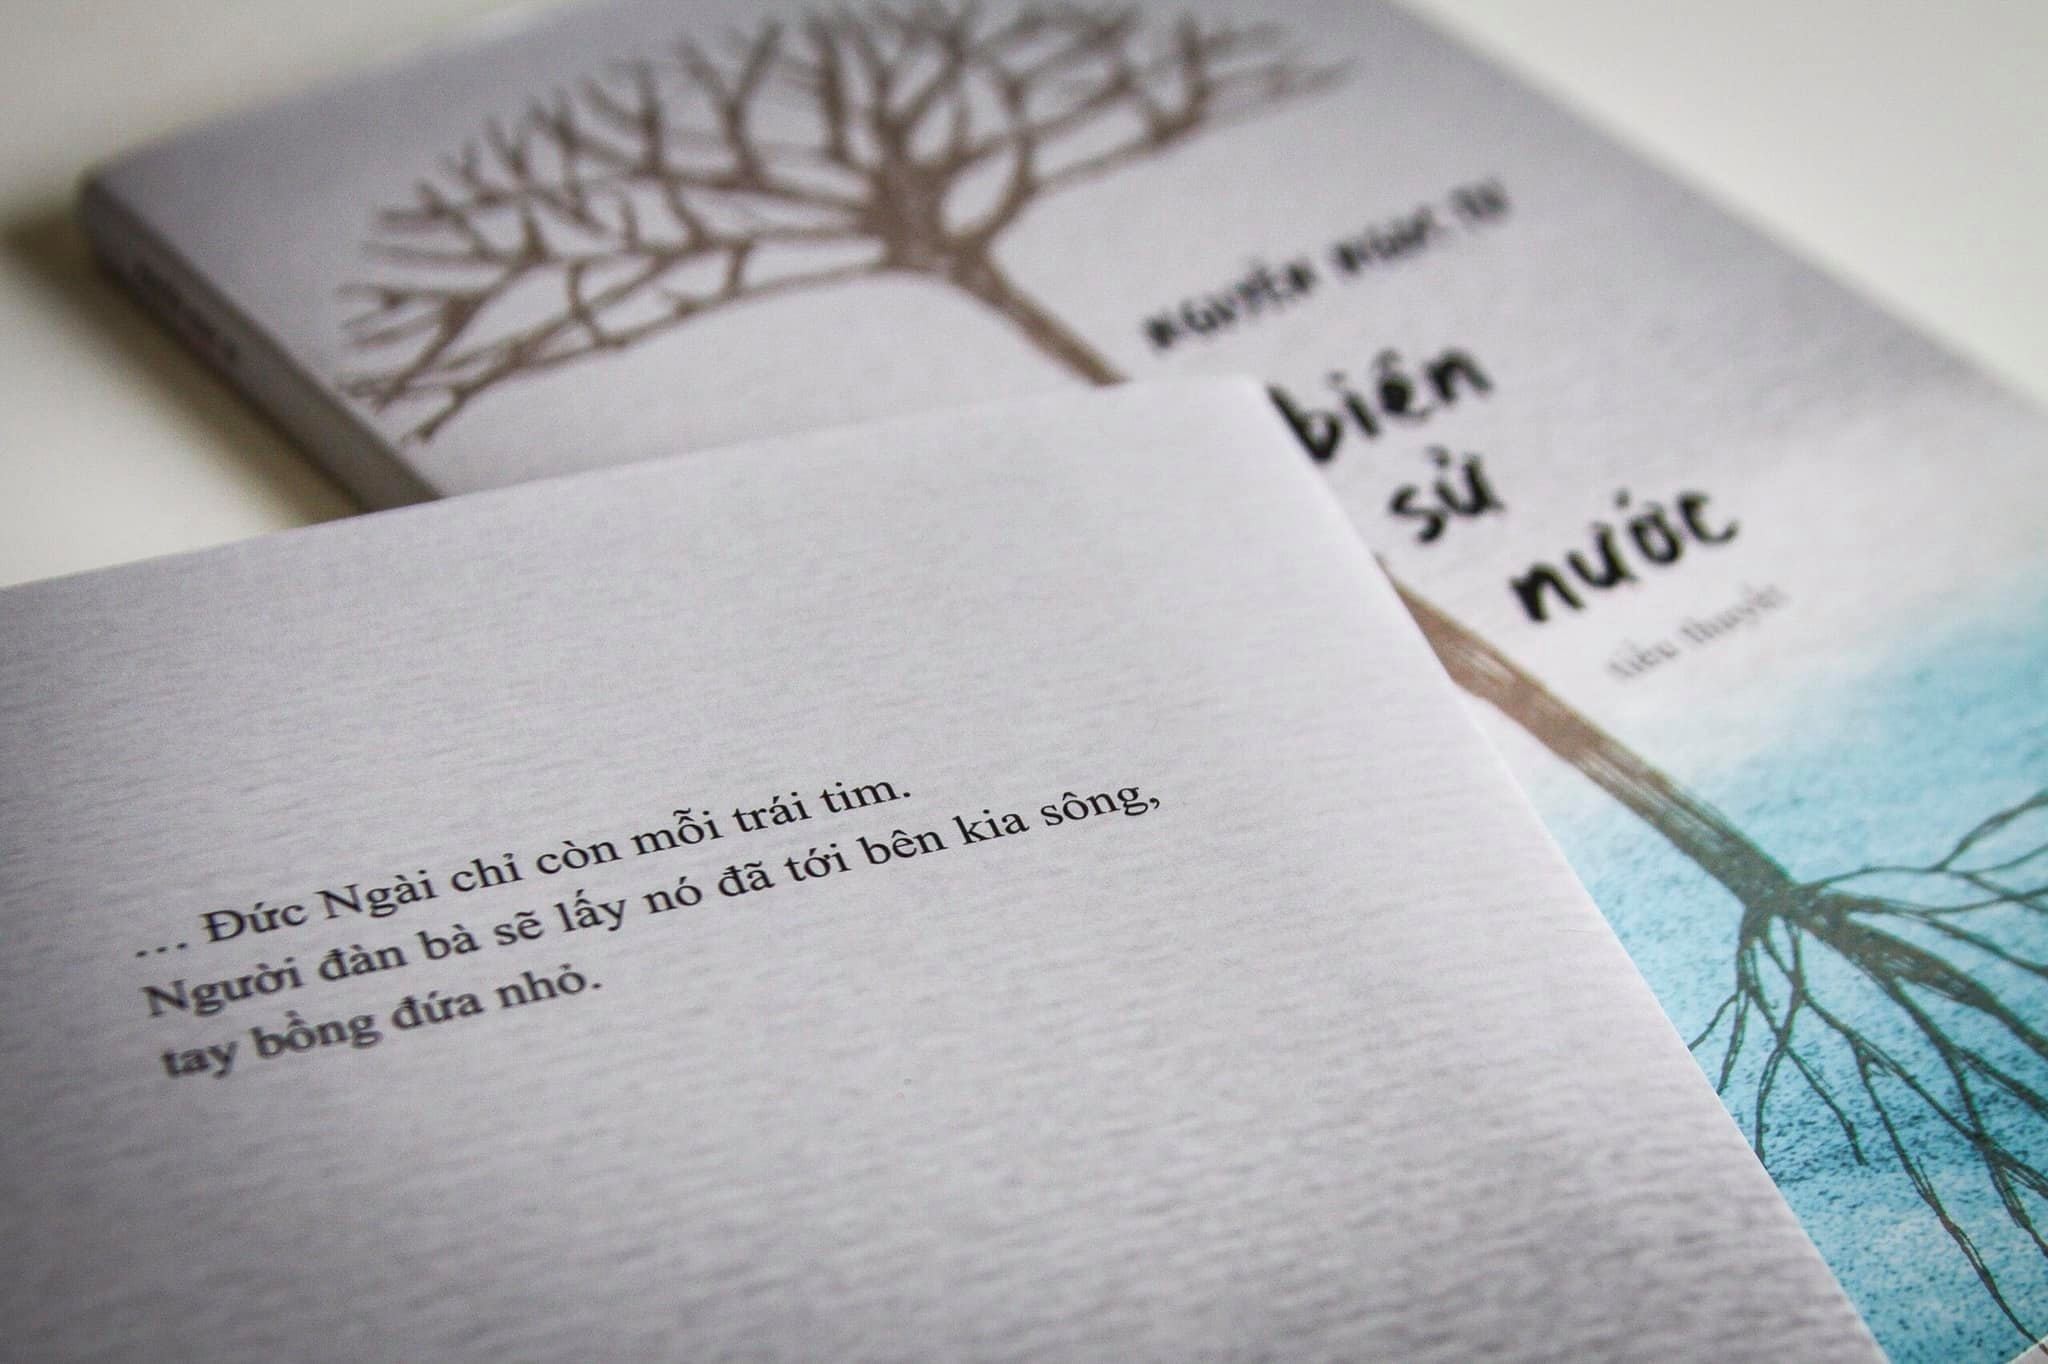 NGUYỄN NGỌC TƯ
biên
sử
nước
tiểu thuyết
... Đức Ngài chỉ còn mỗi trái tim.
Người đàn bà sẽ lấy nó đã tới bên kia sông,
tay bồng đứa nhỏ.